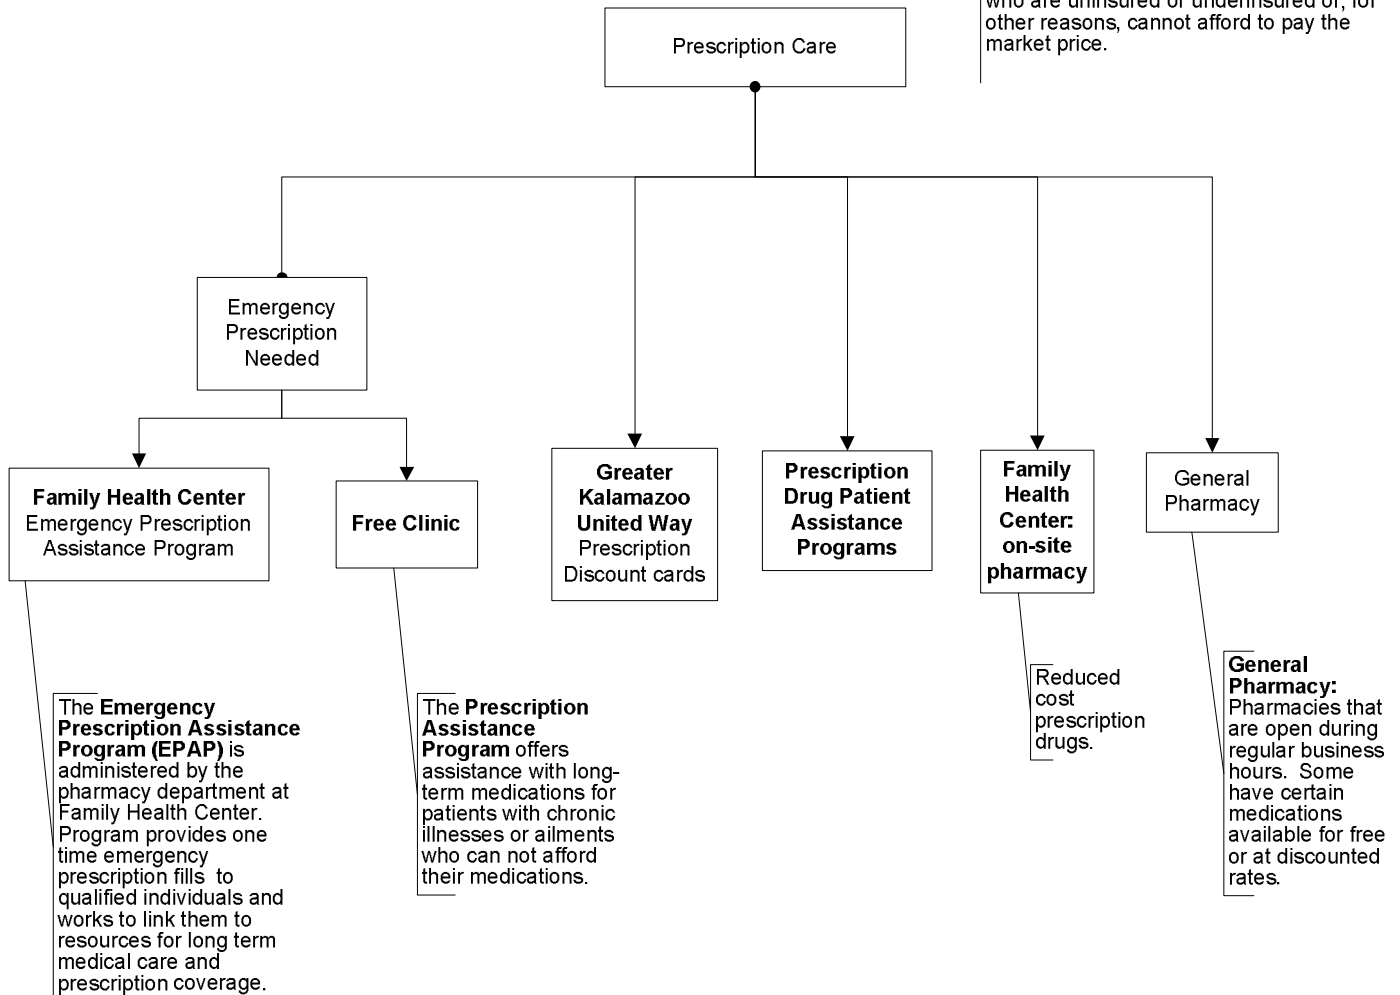 who are uninsured or underinsured or, for
other reasons, cannot afford to pay the
market price.
Prescription Care
Emergency
Prescription
Needed
Family Health Center
Emergency Prescription
Assistance Program
Free Clinic
Greater
Kalamazoo
United Way
Prescription
Discount cards
Prescription
Drug Patient
Assistance
Programs
Family
Health
Center:
on-site
pharmacy
General
Pharmacy
The Emergency
Prescription Assistance
Program (EPAP) is
administered by the
pharmacy department at
Family Health Center.
Program provides one
time emergency
prescription fills to
qualified individuals and
works to link them to
resources for long term
medical care and
prescription coverage.
The Prescription
Assistance
Program offers
assistance with long-
term medications for
patients with chronic
illnesses or ailments
who can not afford
their medications.
Reduced
cost
prescription
drugs.
General
Pharmacy:
Pharmacies that
are open during
regular business
hours. Some
have certain
medications
available for free
or at discounted
rates.